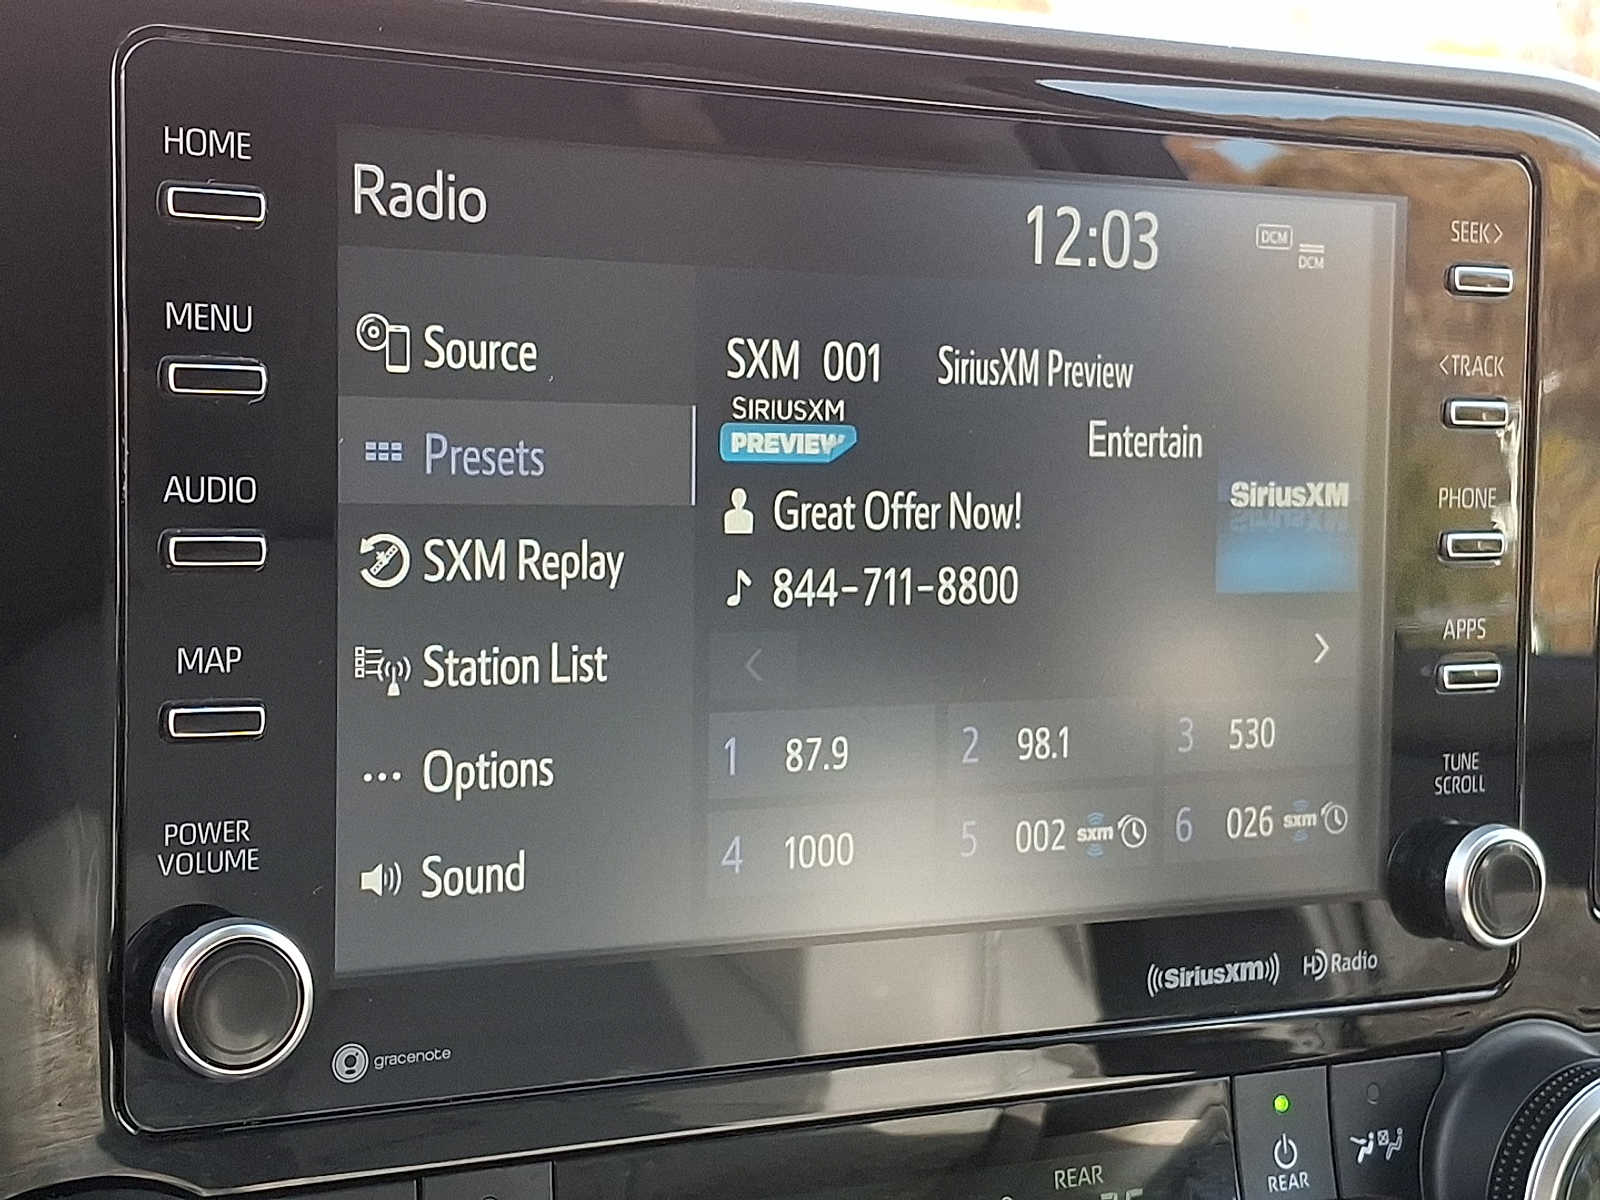 HOME
MENU
AUDIO
MAP
POWER
VOLUME
Radio
12:03
DCM
DCM
Source
Presets
SXM Replay
Station List
Options
Sound
SXM 001 SiriusXM Preview
SIRIUSXM
PREVIEW
Entertain
Great Offer Now!
844-711-8800
SiriusXM
1 87.9
2 98.1
3 530
4 1000
5 002 sxm
6 026 sxm
SEEK>
<TRACK
PHONE
APPS
TUNE
SCROLL
gracenote
((SiriusXM))
HD Radio
REAR
REAR